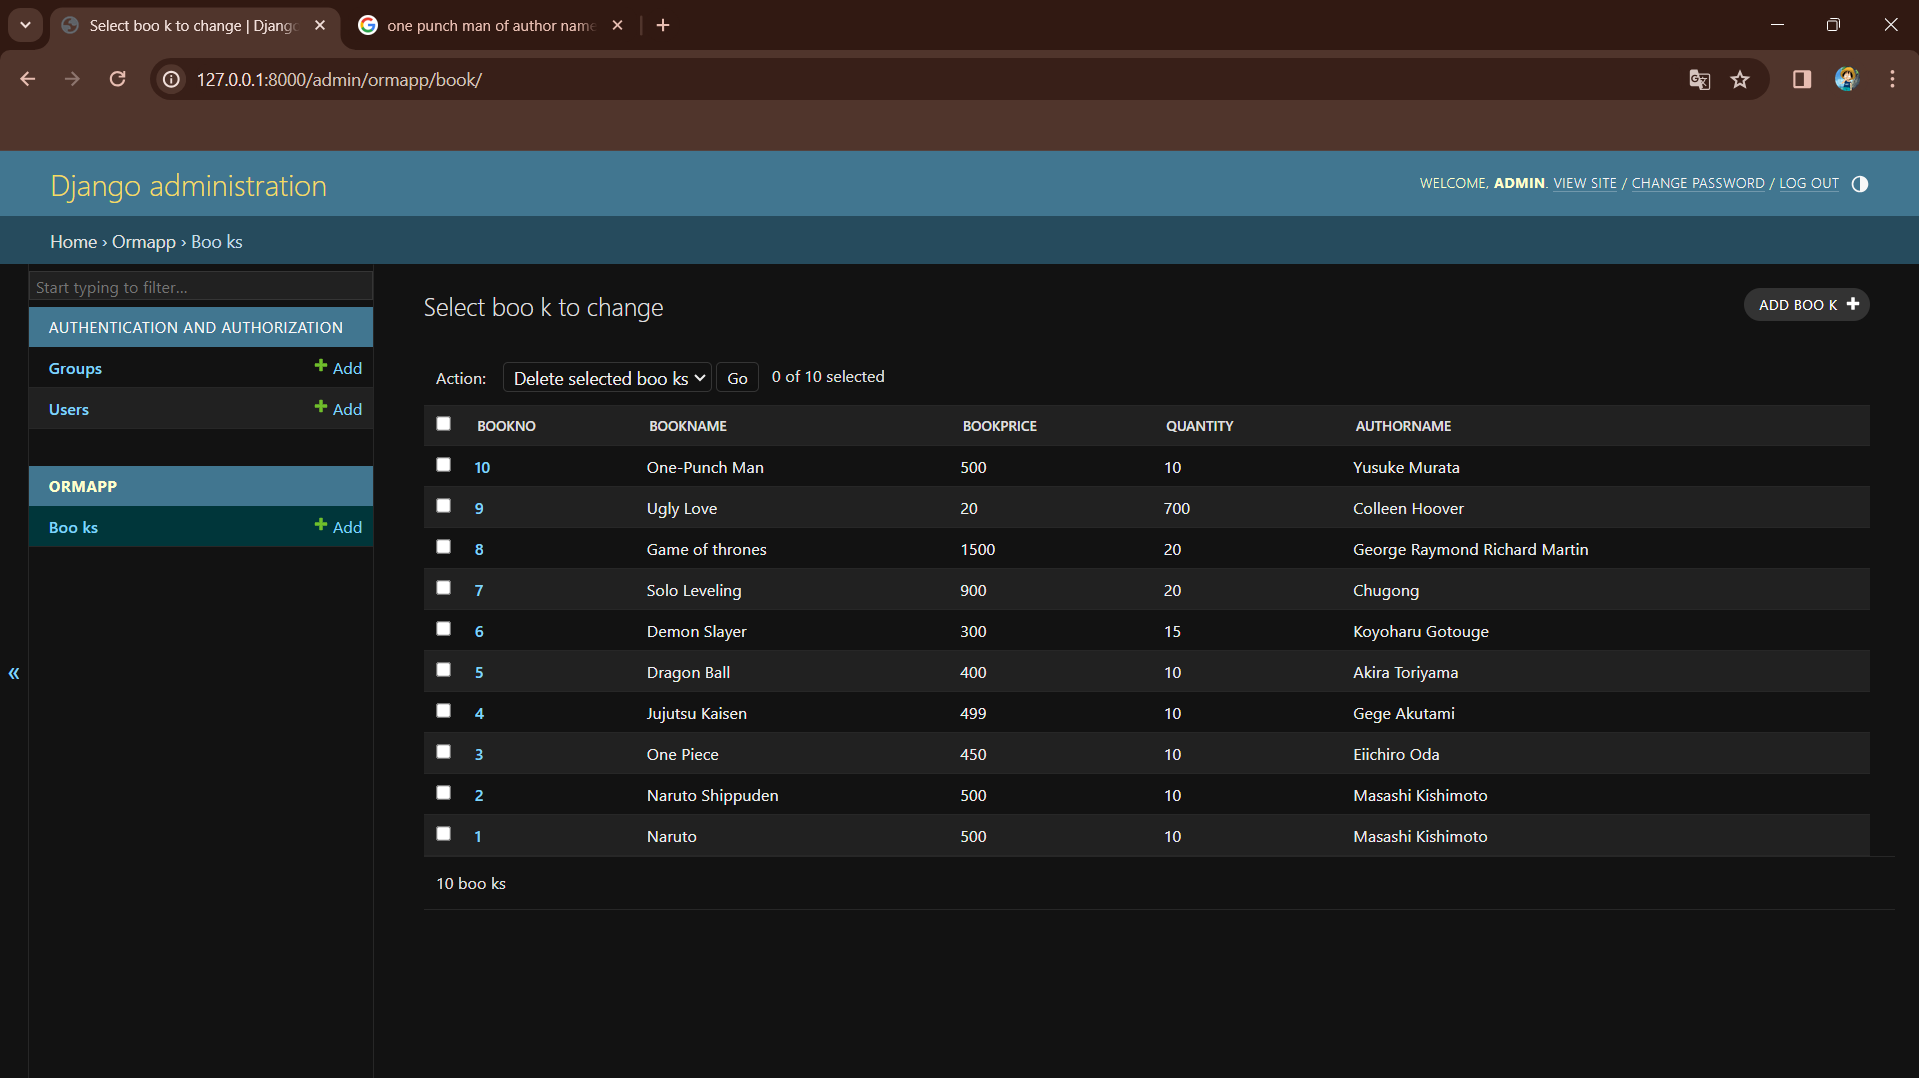 Select boo k to change | Django
one punch man of author name
127.0.0.1:8000/admin/ormapp/book/
Django administration
WELCOME, ADMIN. VIEW SITE / CHANGE PASSWORD / LOG OUT
Home › Ormapp › Boo ks
Start typing to filter...
AUTHENTICATION AND AUTHORIZATION
Groups + Add
Users + Add
ORMAPP
Boo ks + Add
«
Select boo k to change
ADD BOO K +
Action: Delete selected boo ks Go 0 of 10 selected
BOOKNO BOOKNAME BOOKPRICE QUANTITY AUTHORNAME
10 One-Punch Man 500 10 Yusuke Murata
9 Ugly Love 20 700 Colleen Hoover
8 Game of thrones 1500 20 George Raymond Richard Martin
7 Solo Leveling 900 20 Chugong
6 Demon Slayer 300 15 Koyoharu Gotouge
5 Dragon Ball 400 10 Akira Toriyama
4 Jujutsu Kaisen 499 10 Gege Akutami
3 One Piece 450 10 Eiichiro Oda
2 Naruto Shippuden 500 10 Masashi Kishimoto
1 Naruto 500 10 Masashi Kishimoto
10 boo ks